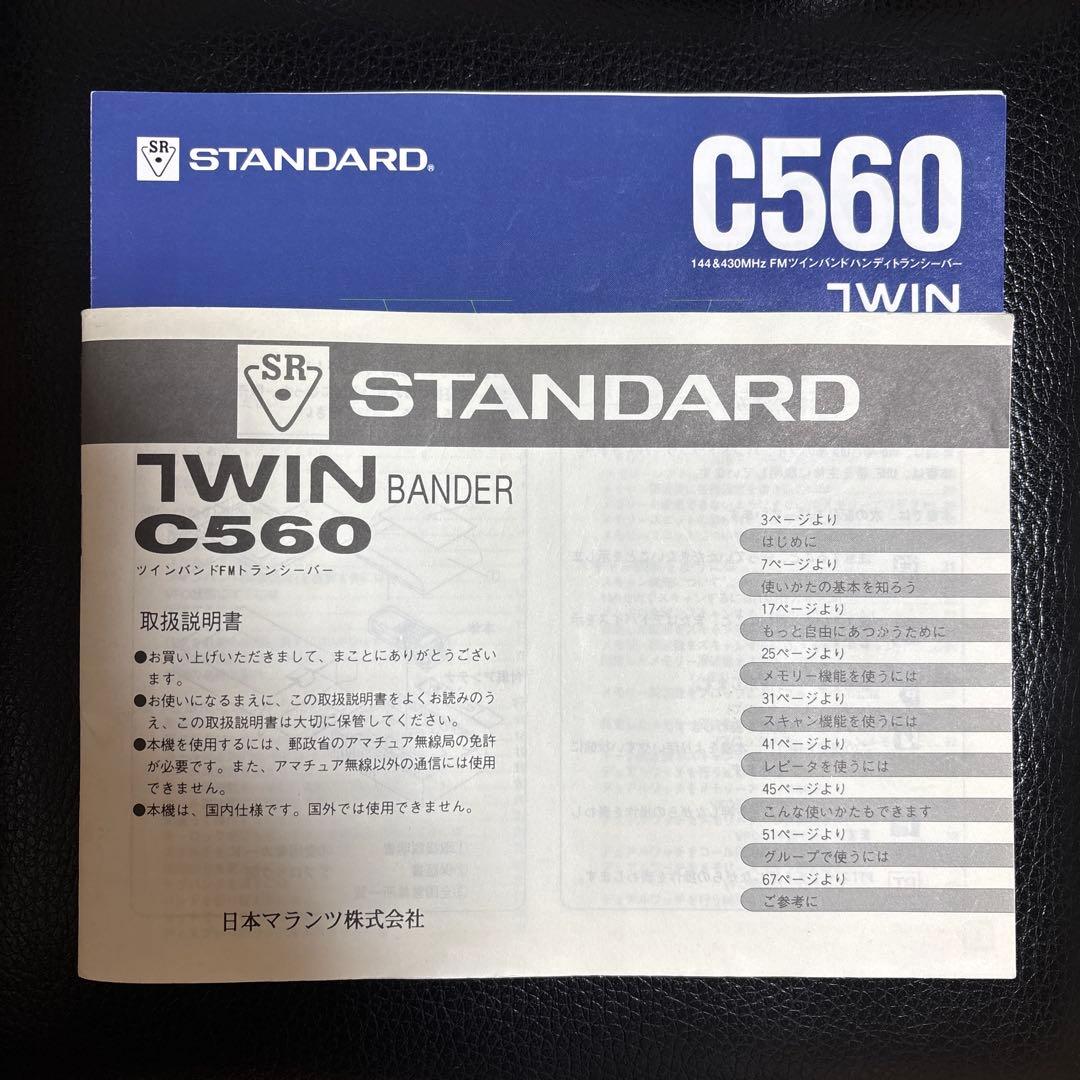 SR STANDARD®
C560
144&430MHz FMツインバンドハンディトランシーバー
TWIN
SR STANDARD
TWIN BANDER
C560
ツインバンドFMトランシーバー
取扱説明書
●お買い上げいただきまして、まことにありがとうござい
ます。
●お使いになるまえに、この取扱説明書をよくお読みのう
え、この取扱説明書は大切に保管してください。
●本機を使用するには、郵政省のアマチュア無線局の免許
が必要です。また、アマチュア無線以外の通信には使用
できません。
●本機は、国内仕様です。国外では使用できません。
日本マランツ株式会社
3ページより
はじめに
7ページより
使いかたの基本を知ろう
17ページより
もっと自由にあつかうために
25ページより
メモリー機能を使うには
31ページより
スキャン機能を使うには
41ページより
レピータを使うには
45ページより
こんな使いかたもできます
51ページより
グループで使うには
67ページより
ご参考に